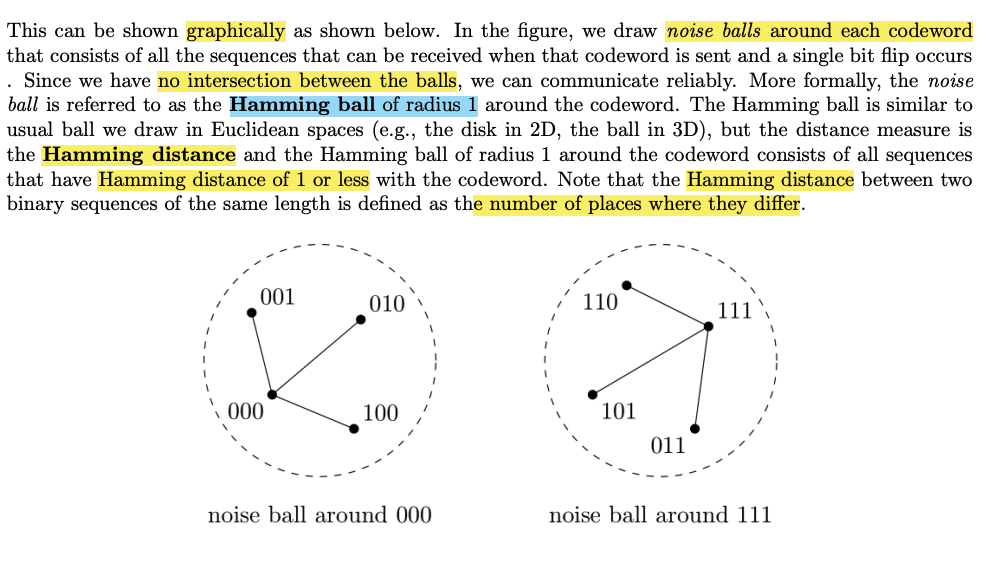 This can be shown graphically as shown below. In the figure, we draw noise balls around each codeword
that consists of all the sequences that can be received when that codeword is sent and a single bit flip occurs
. Since we have no intersection between the balls, we can communicate reliably. More formally, the noise
ball is referred to as the Hamming ball of radius 1 around the codeword. The Hamming ball is similar to
usual ball we draw in Euclidean spaces (e.g., the disk in 2D, the ball in 3D), but the distance measure is
the Hamming distance and the Hamming ball of radius 1 around the codeword consists of all sequences
that have Hamming distance of 1 or less with the codeword. Note that the Hamming distance between two
binary sequences of the same length is defined as the number of places where they differ.
001
010
000
100
noise ball around 000
110
111
101
011
noise ball around 111